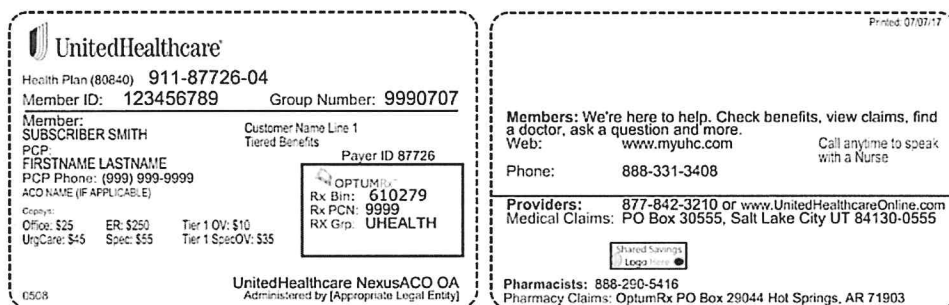 UnitedHealthcare®
Health Plan (80840) 911-87726-04
Member ID: 123456789 Group Number: 9990707
Member:
SUBSCRIBER SMITH
PCP:
FIRSTNAME LASTNAME
PCP Phone: (999) 999-9999
ACO NAME (IF APPLICABLE)
Customer Name Line 1
Tiered Benefits
Payer ID 87726
OPTUMRx
Rx Bin: 610279
Rx PCN: 9999
RX Grp: UHEALTH
Copays:
Office: $25 ER: $250 Tier 1 OV: $10
UrgCare: $45 Spec: $55 Tier 1 SpecOV: $35
UnitedHealthcare NexusACO OA
0508 Administered by [Appropriate Legal Entity]
Printed: 07/07/17
Members: We're here to help. Check benefits, view claims, find
a doctor, ask a question and more.
Web: www.myuhc.com
Phone: 888-331-3408
Call anytime to speak
with a Nurse
Providers: 877-842-3210 or www.UnitedHealthcareOnline.com
Medical Claims: PO Box 30555, Salt Lake City UT 84130-0555
Shared Savings
Logo Here
Pharmacists: 888-290-5416
Pharmacy Claims: OptumRx PO Box 29044 Hot Springs, AR 71903